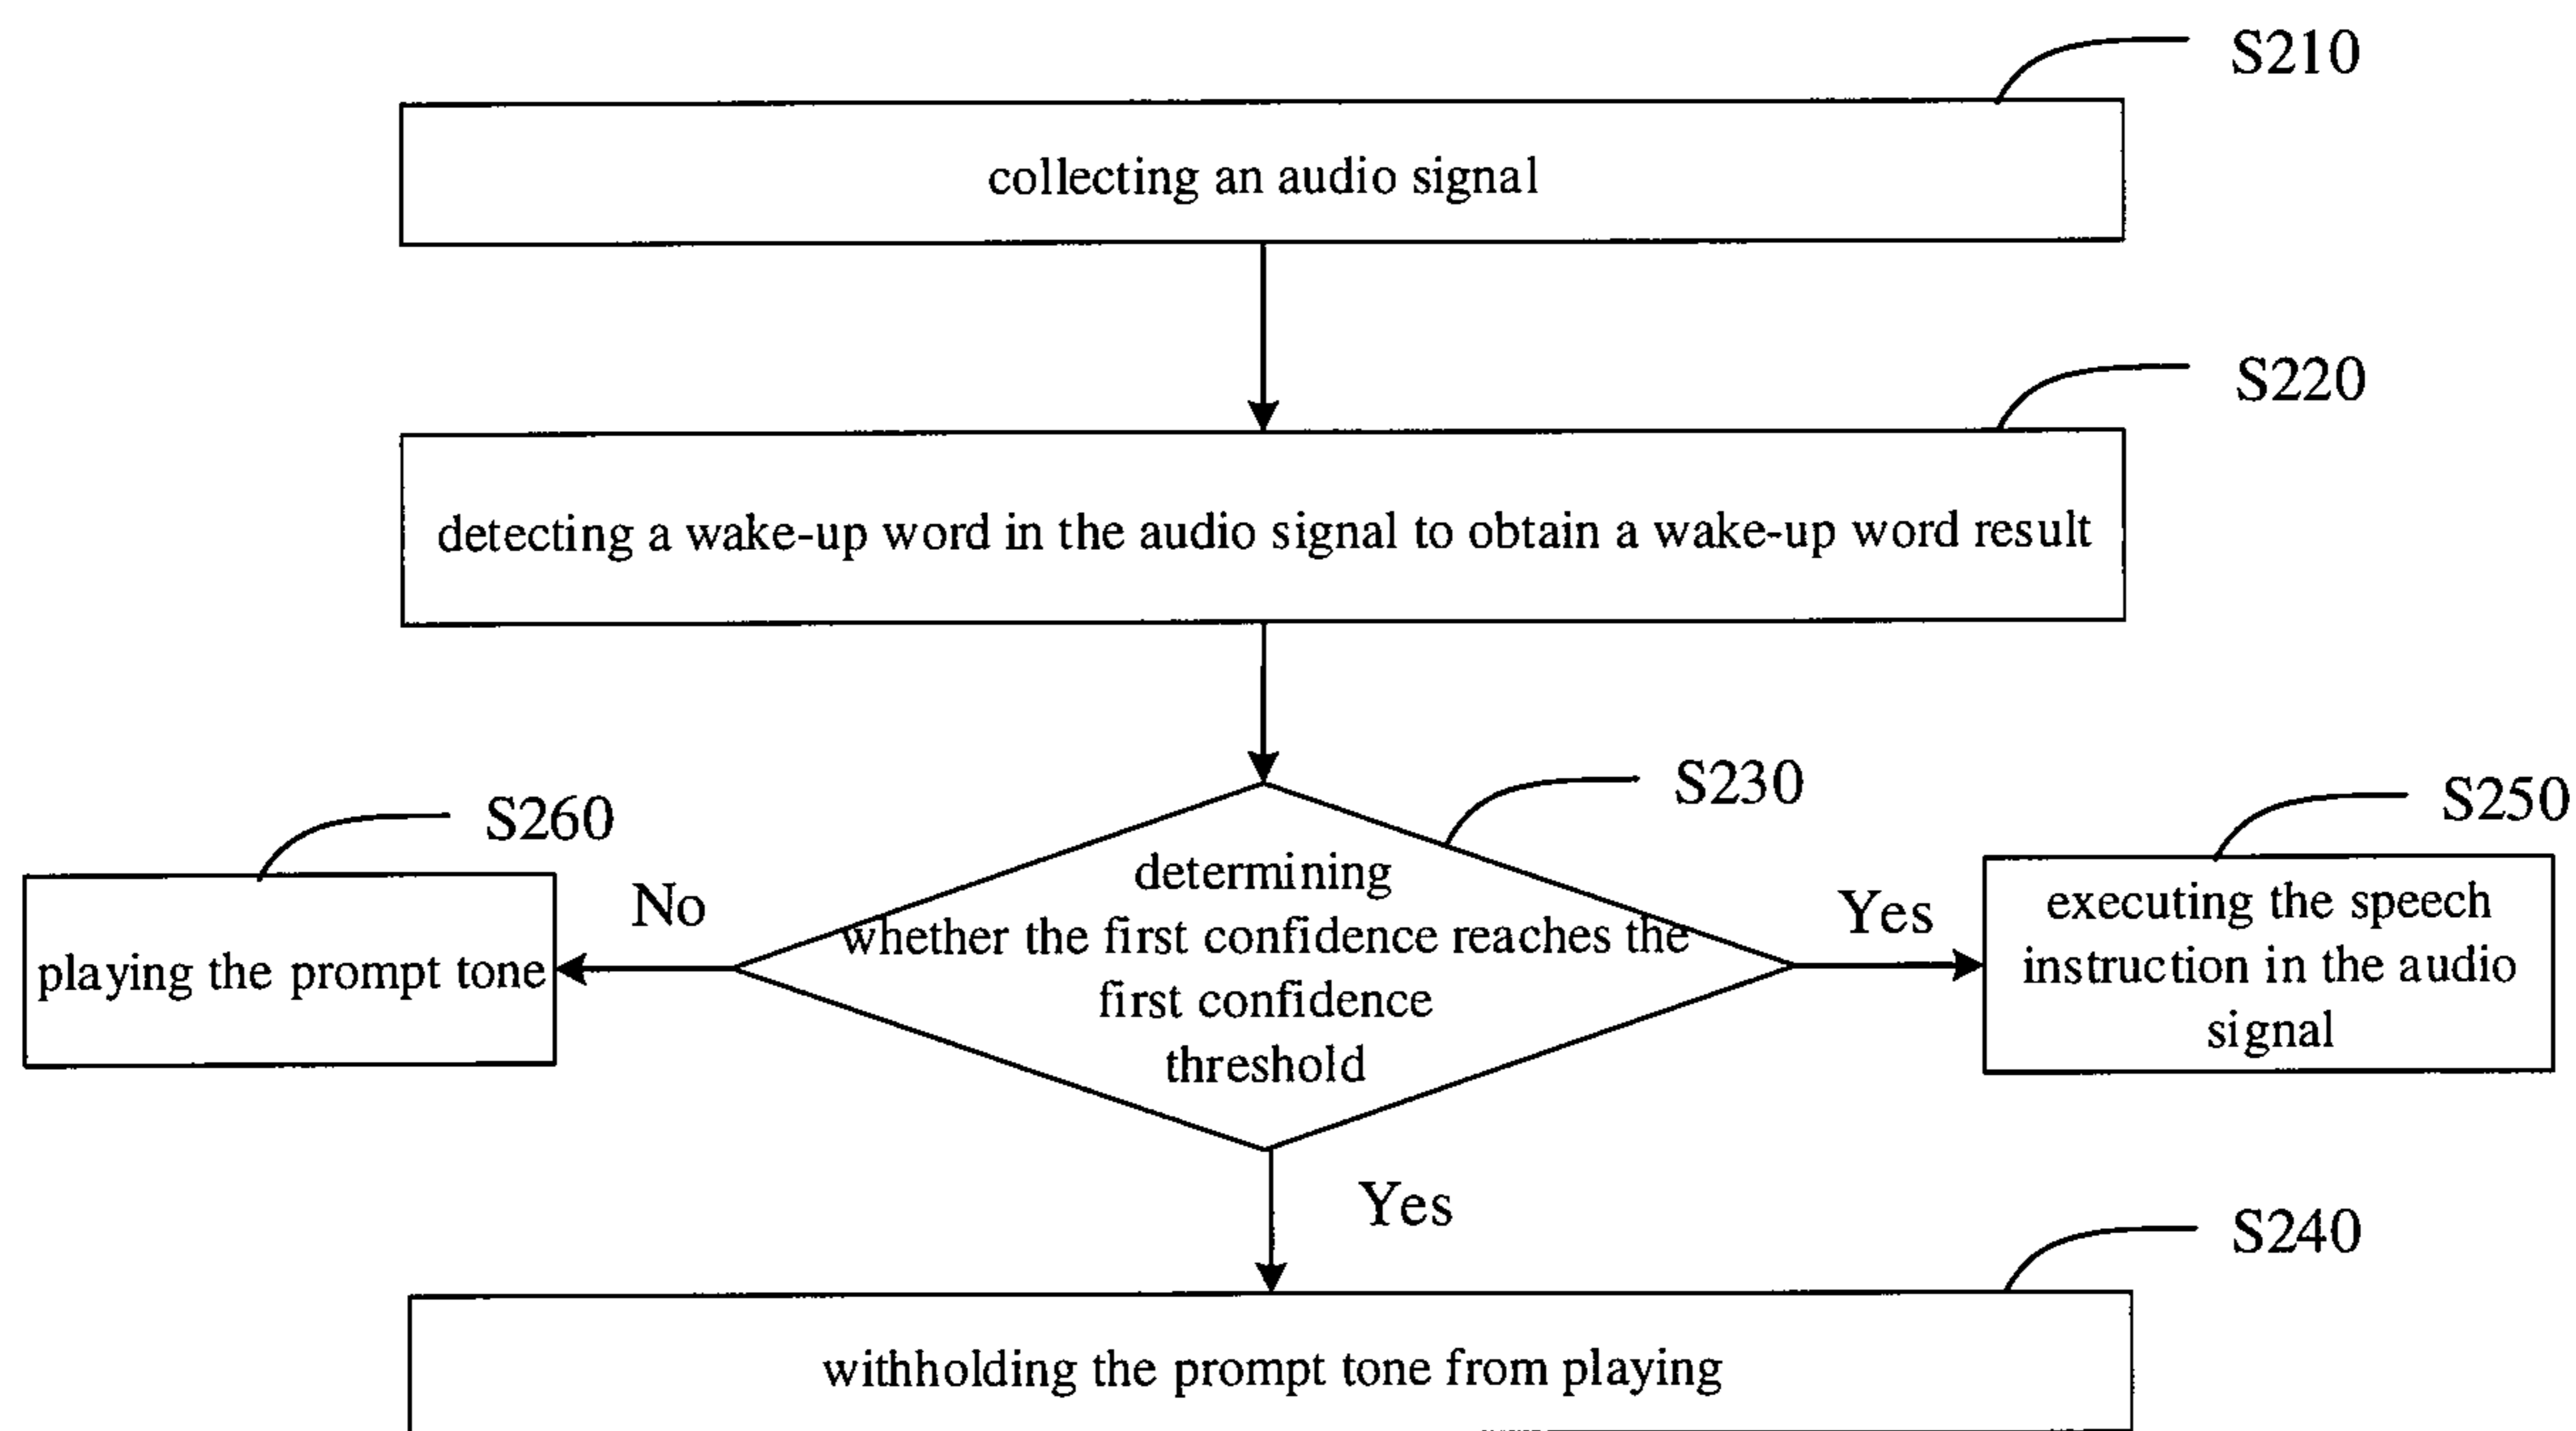 S210
collecting an audio signal
S220
detecting a wake-up word in the audio signal to obtain a wake-up word result
S230
S250
S260
determining
whether the first confidence reaches the
first confidence
threshold
No
Yes
playing the prompt tone
executing the speech
instruction in the audio
signal
Yes
S240
withholding the prompt tone from playing